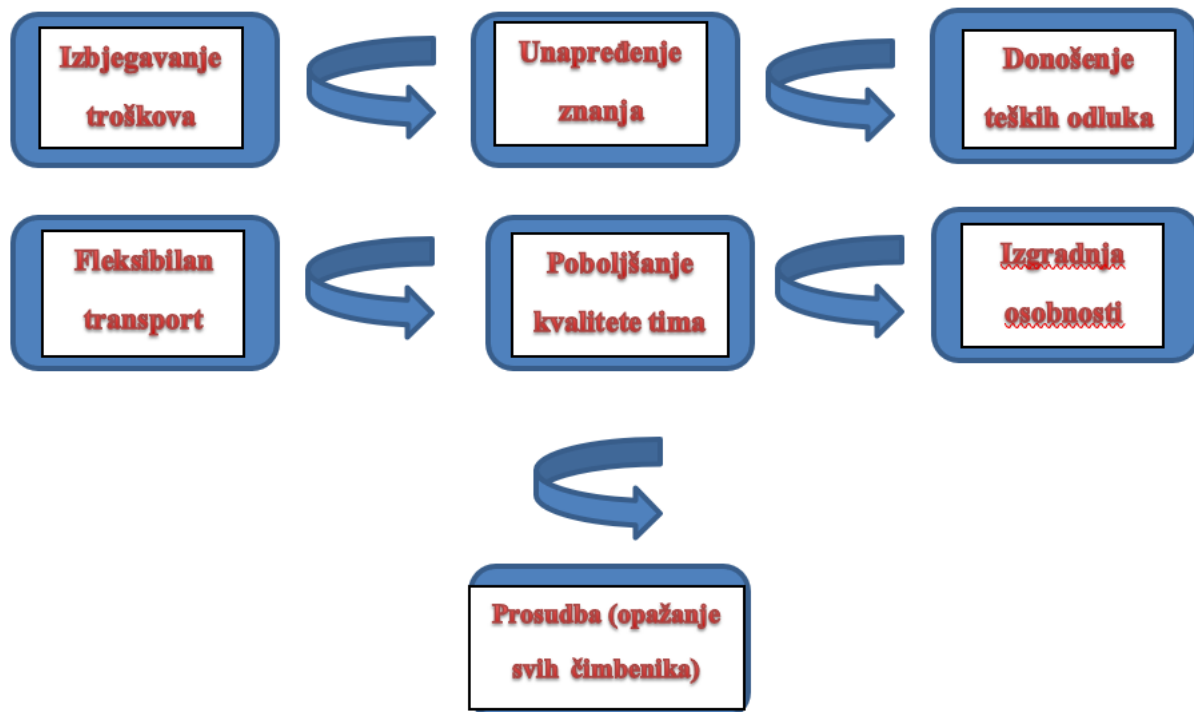 Izbjegavanje
troškova
Unapređenje
znanja
Donošenje
teških odluka
Fleksibilan
transport
Poboljšanje
kvalitete tima
Izgradnja
osobnosti
Prosudba (opažanje
svih čimbenika)